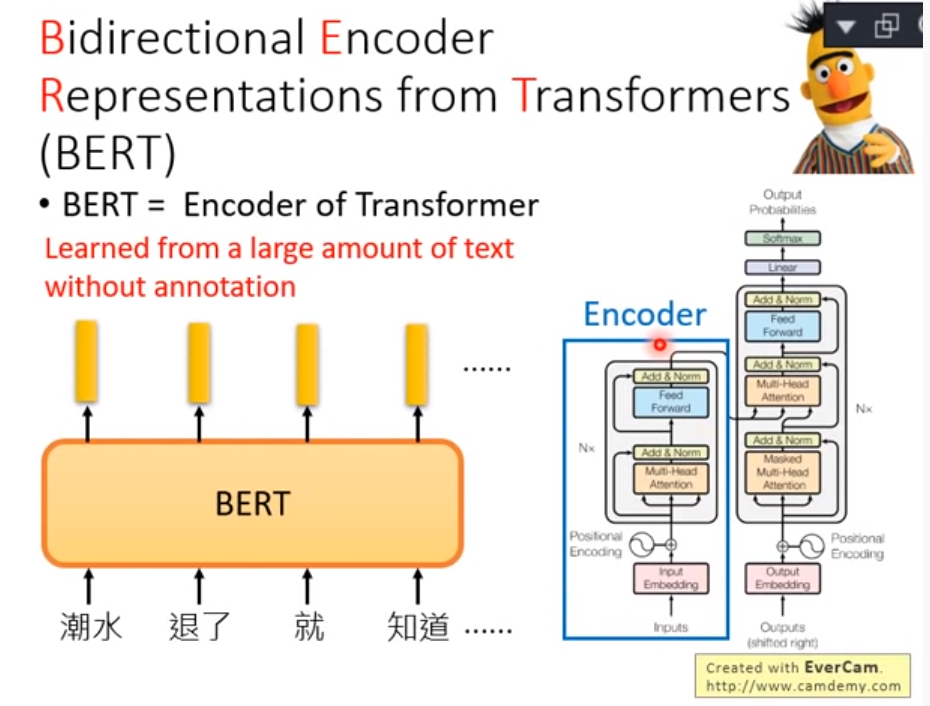 Bidirectional Encoder
Representations from Transformers
(BERT)
• BERT = Encoder of Transformer
Learned from a large amount of text
without annotation
......
BERT
潮水 退了 就 知道 ......
Encoder
Add & Norm
Feed
Forward
Nx
Add & Norm
Multi-Head
Attention
Positional
Encoding
Input
Embedding
Inputs
Output
Probabilities
Softmax
Linear
Add & Norm
Feed
Forward
Add & Norm
Multi-Head
Attention
Nx
Add & Norm
Masked
Multi-Head
Attention
Positional
Encoding
Output
Embedding
Outputs
(shifted right)
Created with EverCam.
http://www.camdemy.com